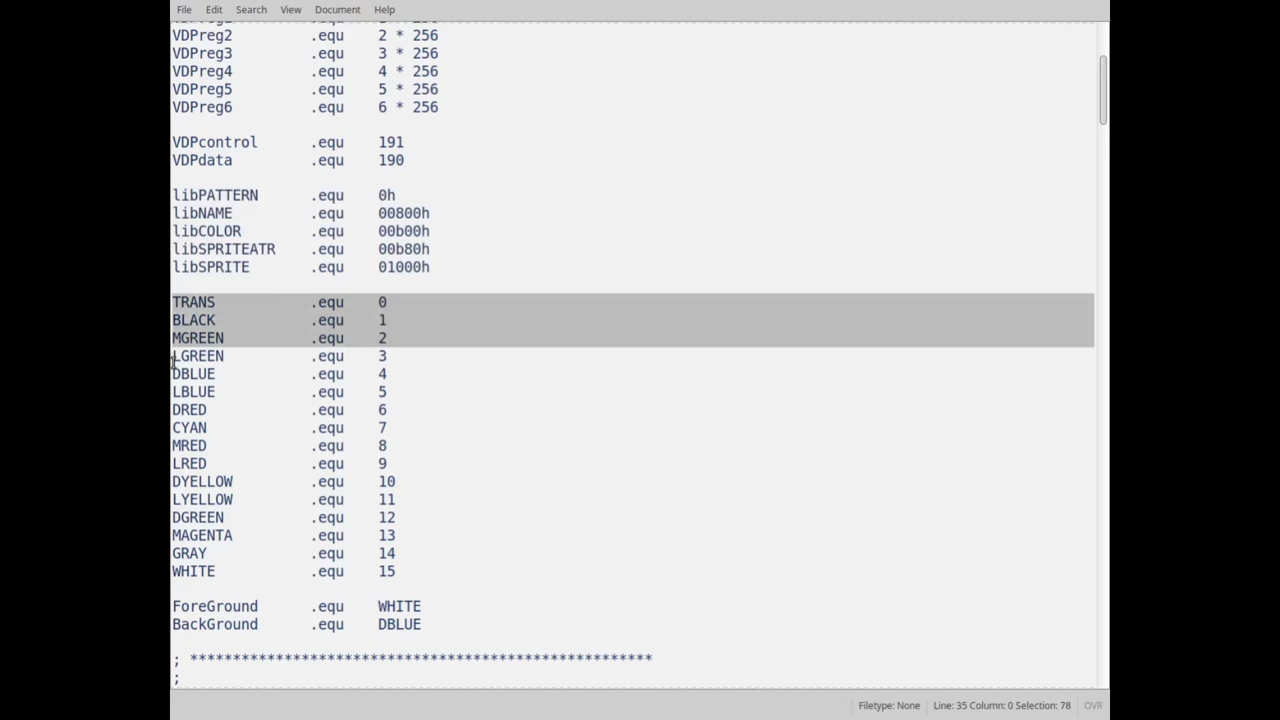 File Edit Search View Document Help
VDPreg2 .equ 2 * 256
VDPreg3 .equ 3 * 256
VDPreg4 .equ 4 * 256
VDPreg5 .equ 5 * 256
VDPreg6 .equ 6 * 256
VDPcontrol .equ 191
VDPdata .equ 190
libPATTERN .equ 0h
libNAME .equ 00800h
libCOLOR .equ 00b00h
libSPRITEATR .equ 00b80h
libSPRITE .equ 01000h
TRANS .equ 0
BLACK .equ 1
MGREEN .equ 2
LGREEN .equ 3
DBLUE .equ 4
LBLUE .equ 5
DRED .equ 6
CYAN .equ 7
MRED .equ 8
LRED .equ 9
DYELLOW .equ 10
LYELLOW .equ 11
DGREEN .equ 12
MAGENTA .equ 13
GRAY .equ 14
WHITE .equ 15
ForeGround .equ WHITE
BackGround .equ DBLUE
; ******************************************************
;
Filetype: None Line: 35 Column: 0 Selection: 78 OVR